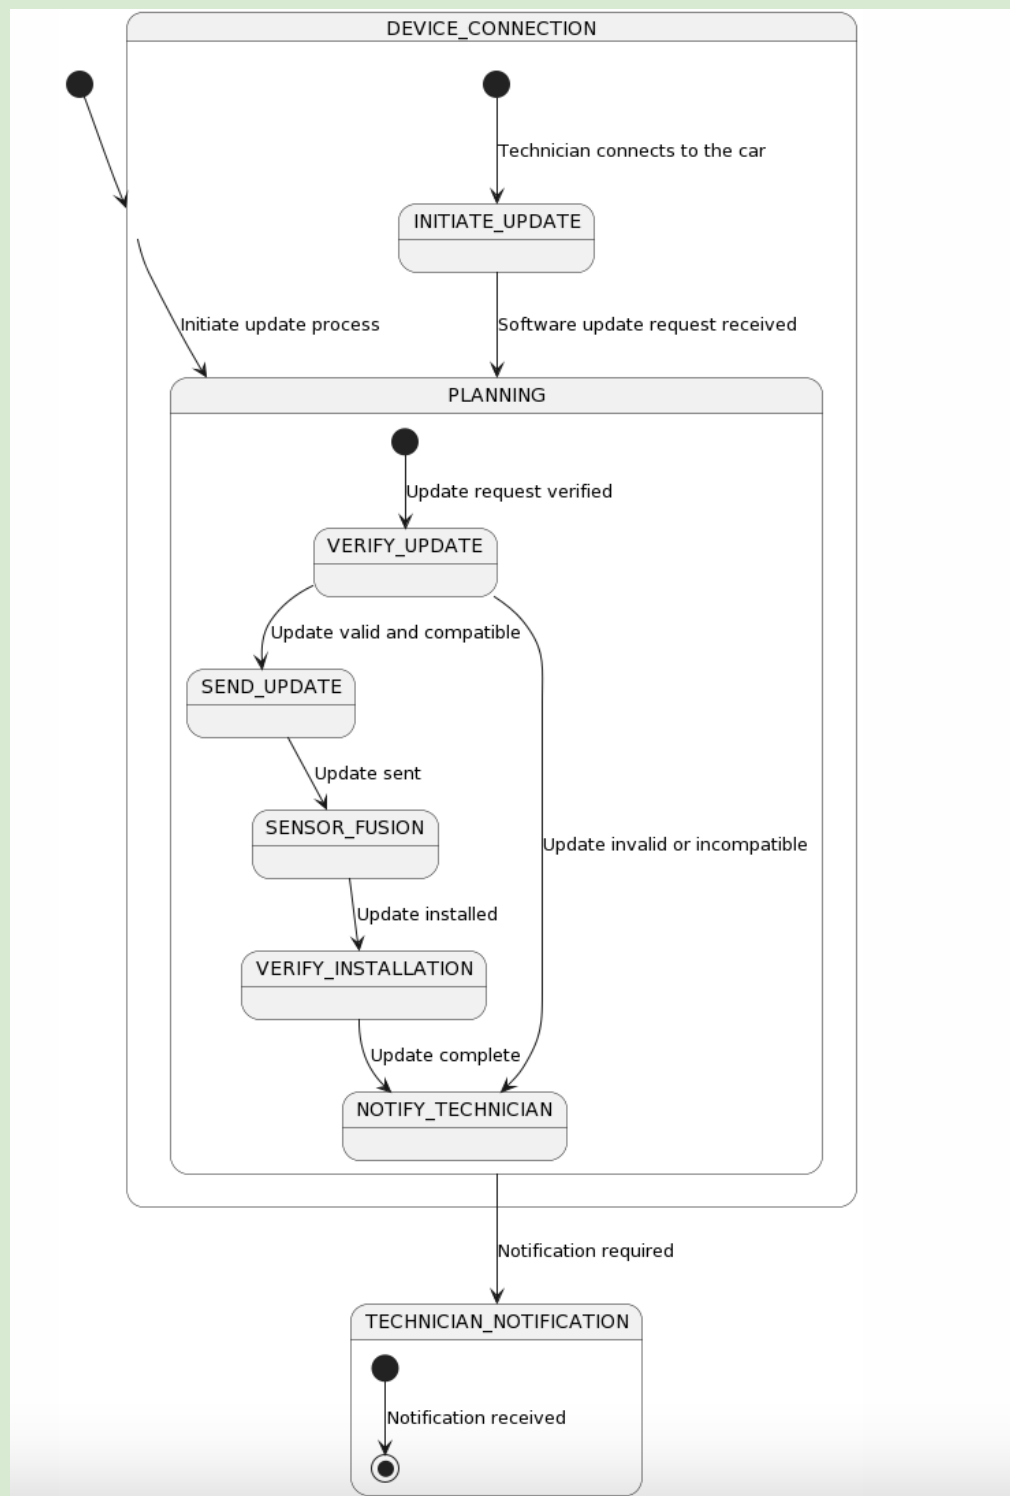 DEVICE_CONNECTION
Technician connects to the car
INITIATE_UPDATE
Initiate update process
Software update request received
PLANNING
Update request verified
VERIFY_UPDATE
Update valid and compatible
SEND_UPDATE
Update sent
SENSOR_FUSION
Update invalid or incompatible
Update installed
VERIFY_INSTALLATION
Update complete
NOTIFY_TECHNICIAN
Notification required
TECHNICIAN_NOTIFICATION
Notification received